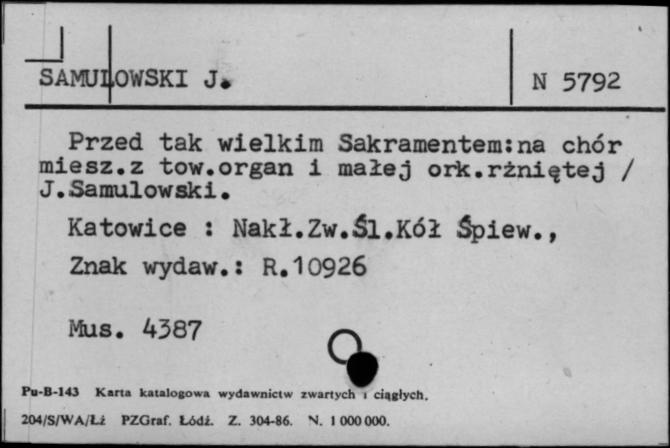 SAMULOWSKI J.
N 5792
Przed tak wielkim Sakramentem:na chór
miesz.z tow.organ i małej ork.rżniętej /
J.Samulowski.
Katowice : Nakł.Zw.Śl.Kół Śpiew.,
Znak wydaw.: R.10926
Mus. 4387
Pu-B-143 Karta katalogowa wydawnictw zwartych i ciągłych.
204/S/WA/Łż PZGraf. Łódź. Z. 304-86. N. 1 000 000.